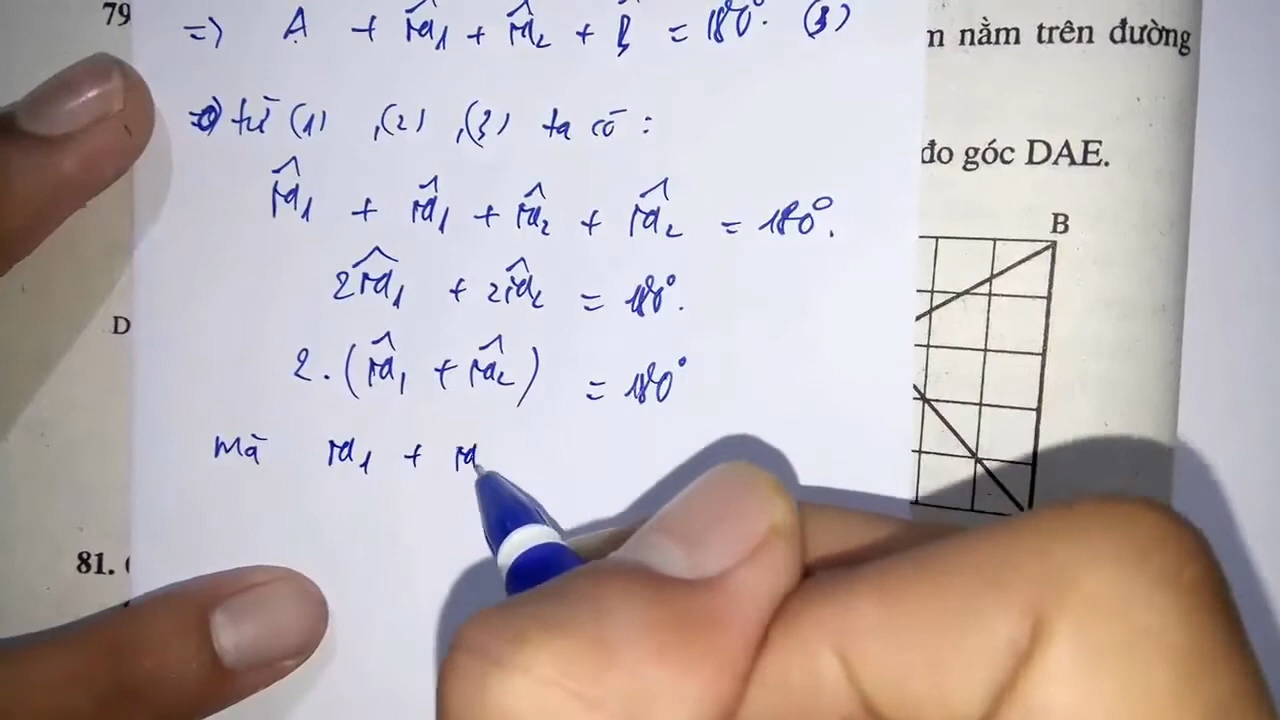 79
=> Â + M̂1 + M̂2 + B̂ = 180°. (3)
m nằm trên đường
từ (1) ,(2) ,(3) ta có :
đo góc DAE.
M̂1 + M̂1 + M̂2 + M̂2 = 180°.
B
2M̂1 + 2M̂2 = 180°.
D
2.(M̂1 + M̂2) = 180°
Mà M1 + M
81.